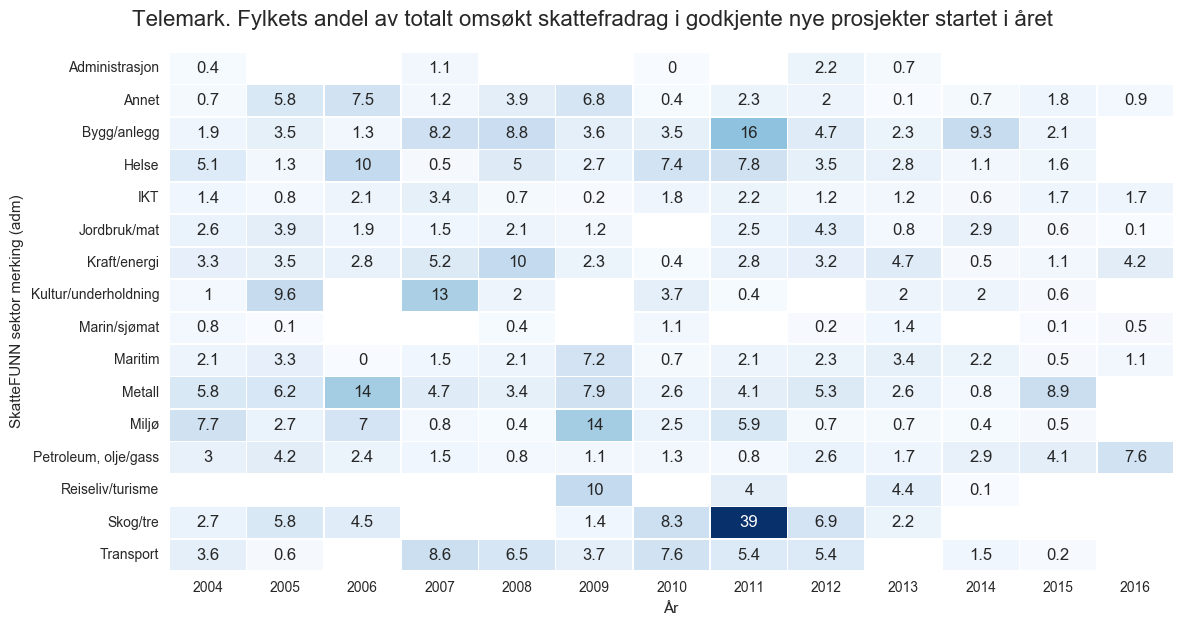 Telemark. Fylkets andel av totalt omsøkt skattefradrag i godkjente nye prosjekter startet i året
SkatteFUNN sektor merking (adm)
Administrasjon 0.4 1.1 0 2.2 0.7
Annet 0.7 5.8 7.5 1.2 3.9 6.8 0.4 2.3 2 0.1 0.7 1.8 0.9
Bygg/anlegg 1.9 3.5 1.3 8.2 8.8 3.6 3.5 16 4.7 2.3 9.3 2.1
Helse 5.1 1.3 10 0.5 5 2.7 7.4 7.8 3.5 2.8 1.1 1.6
IKT 1.4 0.8 2.1 3.4 0.7 0.2 1.8 2.2 1.2 1.2 0.6 1.7 1.7
Jordbruk/mat 2.6 3.9 1.9 1.5 2.1 1.2 2.5 4.3 0.8 2.9 0.6 0.1
Kraft/energi 3.3 3.5 2.8 5.2 10 2.3 0.4 2.8 3.2 4.7 0.5 1.1 4.2
Kultur/underholdning 1 9.6 13 2 3.7 0.4 2 2 0.6
Marin/sjømat 0.8 0.1 0.4 1.1 0.2 1.4 0.1 0.5
Maritim 2.1 3.3 0 1.5 2.1 7.2 0.7 2.1 2.3 3.4 2.2 0.5 1.1
Metall 5.8 6.2 14 4.7 3.4 7.9 2.6 4.1 5.3 2.6 0.8 8.9
Miljø 7.7 2.7 7 0.8 0.4 14 2.5 5.9 0.7 0.7 0.4 0.5
Petroleum, olje/gass 3 4.2 2.4 1.5 0.8 1.1 1.3 0.8 2.6 1.7 2.9 4.1 7.6
Reiseliv/turisme 10 4 4.4 0.1
Skog/tre 2.7 5.8 4.5 1.4 8.3 39 6.9 2.2
Transport 3.6 0.6 8.6 6.5 3.7 7.6 5.4 5.4 1.5 0.2
2004 2005 2006 2007 2008 2009 2010 2011 2012 2013 2014 2015 2016
År